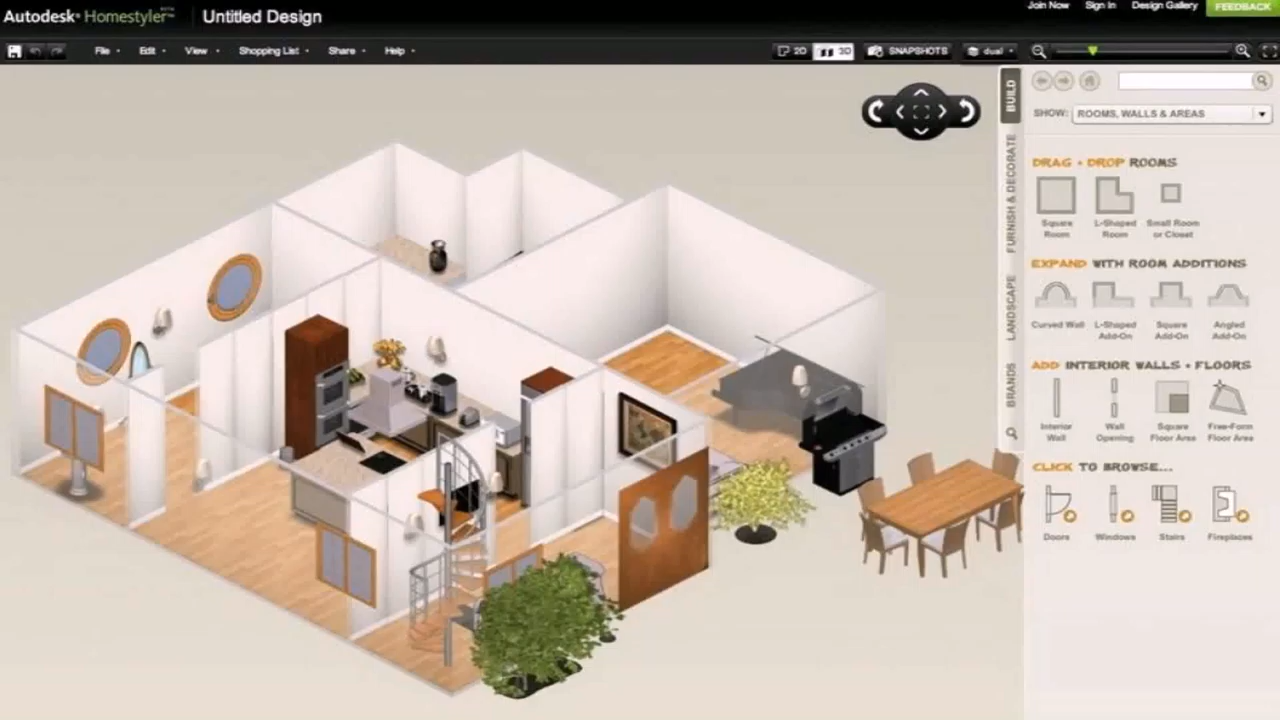 Autodesk® Homestyler™ BETA
Untitled Design
Join Now Sign In Design Gallery FEEDBACK
File Edit View Shopping List Share Help
2D 3D SNAPSHOTS dual
BUILD
FURNISH & DECORATE
LANDSCAPE
BRANDS
SHOW: ROOMS, WALLS & AREAS
DRAG + DROP ROOMS
Square Room
L-Shaped Room
Small Room or Closet
EXPAND WITH ROOM ADDITIONS
Curved Wall
L-Shaped Add-On
Square Add-On
Angled Add-On
ADD INTERIOR WALLS + FLOORS
Interior Wall
Wall Opening
Square Floor Area
Free-Form Floor Area
CLICK TO BROWSE...
Doors Windows Stairs Fireplaces